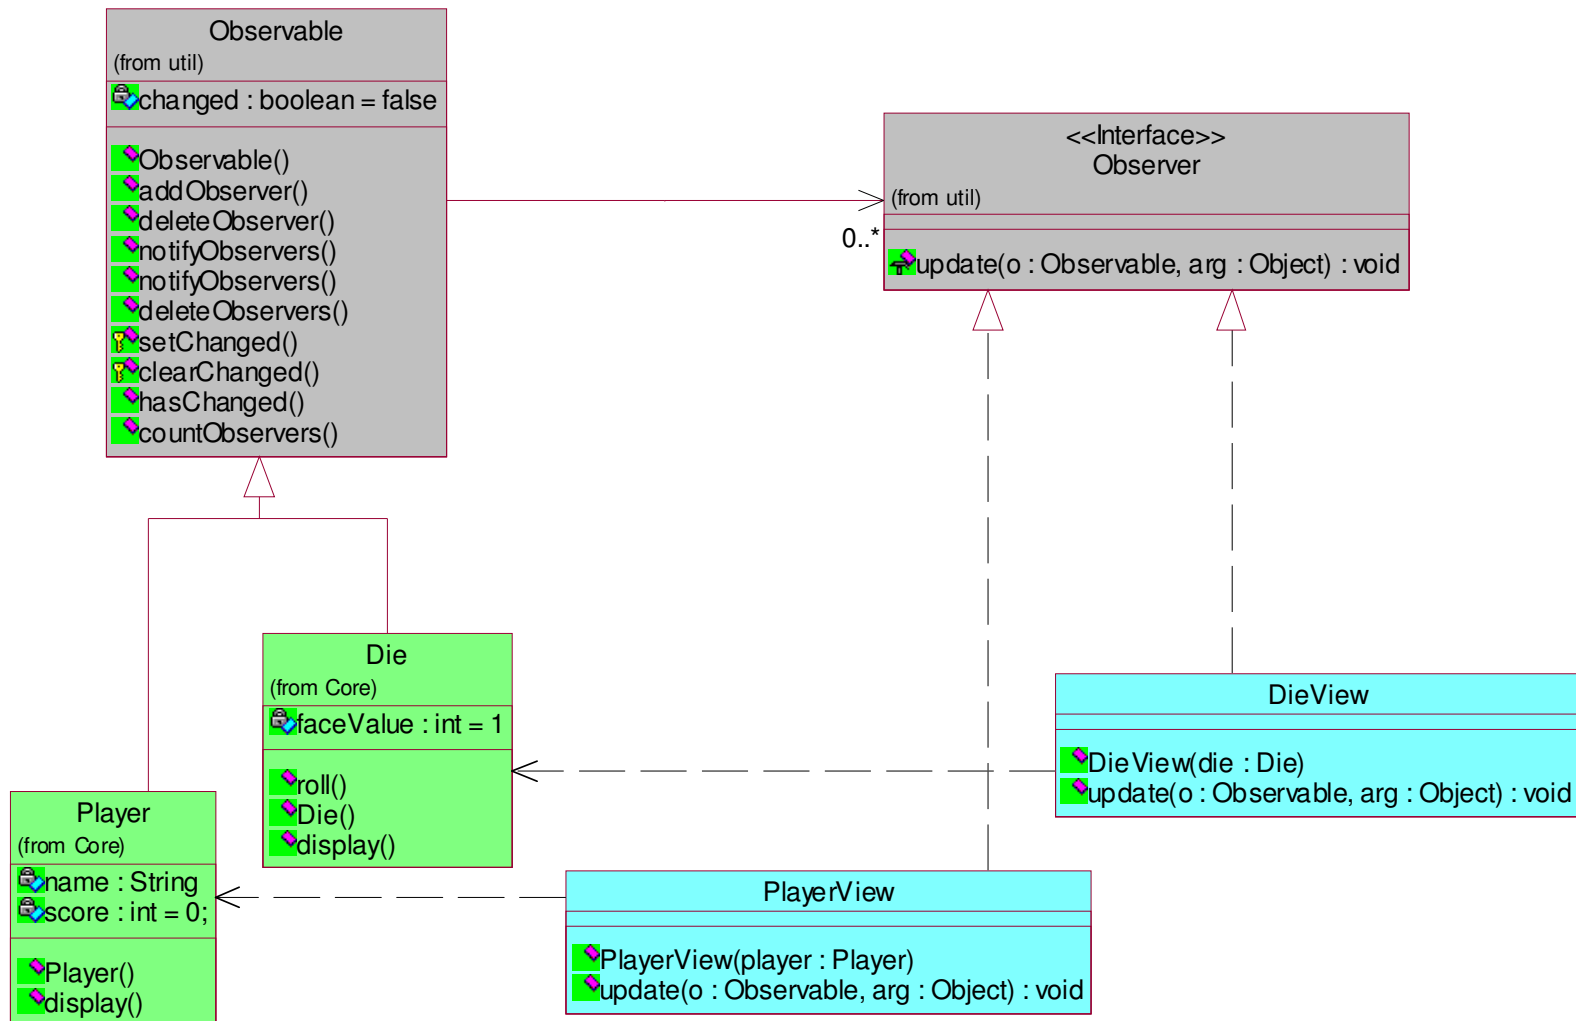 Observable
(from util)
changed : boolean = false
Observable()
addObserver()
deleteObserver()
notifyObservers()
notifyObservers()
deleteObservers()
setChanged()
clearChanged()
hasChanged()
countObservers()
<<Interface>>
Observer
(from util)
0..*
update(o : Observable, arg : Object) : void
Die
(from Core)
faceValue : int = 1
roll()
Die()
display()
DieView
DieView(die : Die)
update(o : Observable, arg : Object) : void
Player
(from Core)
name : String
score : int = 0;
Player()
display()
PlayerView
PlayerView(player : Player)
update(o : Observable, arg : Object) : void